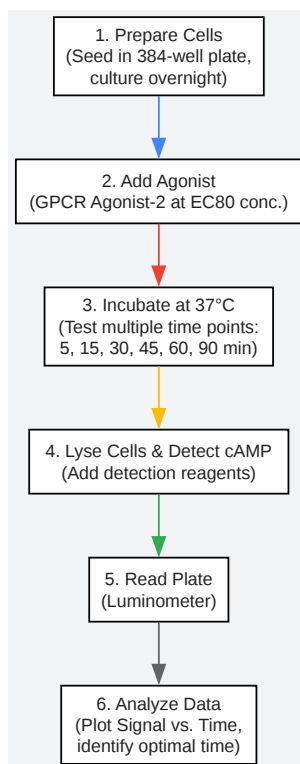 1. Prepare Cells
(Seed in 384-well plate,
culture overnight)
2. Add Agonist
(GPCR Agonist-2 at EC80 conc.)
3. Incubate at 37°C
(Test multiple time points:
5, 15, 30, 45, 60, 90 min)
4. Lyse Cells & Detect cAMP
(Add detection reagents)
5. Read Plate
(Luminometer)
6. Analyze Data
(Plot Signal vs. Time,
identify optimal time)